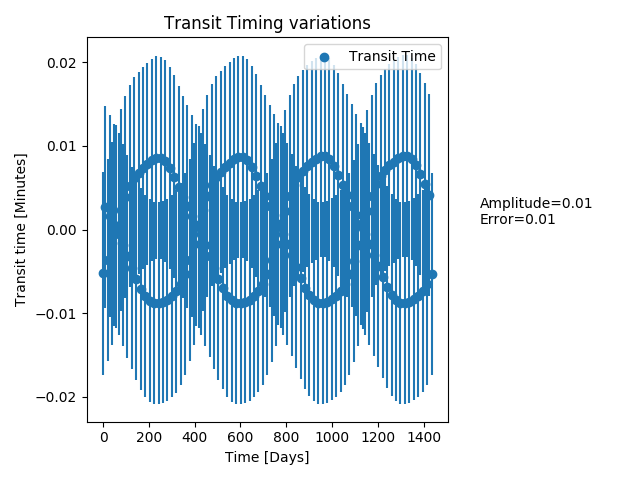 Transit Timing variations
Transit Time
Transit time [Minutes]
0.02
0.01
0.00
−0.01
−0.02
0
200
400
600
800
1000
1200
1400
Time [Days]
Amplitude=0.01
Error=0.01